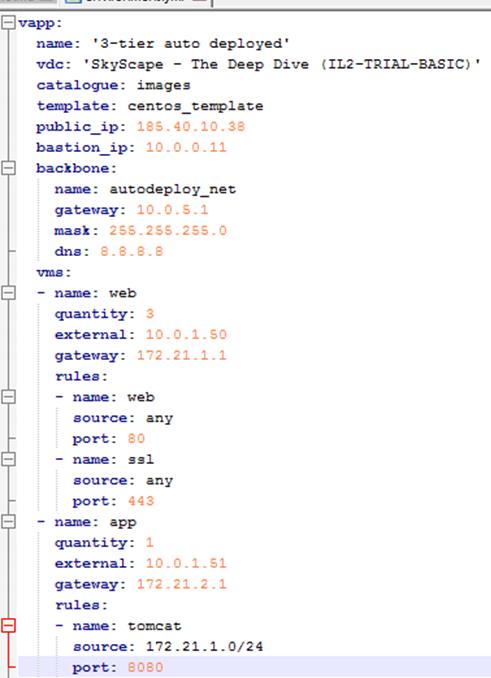 vapp:
  name: '3-tier auto deployed'
  vdc: 'SkyScape - The Deep Dive (IL2-TRIAL-BASIC)'
  catalogue: images
  template: centos_template
  public_ip: 185.40.10.38
  bastion_ip: 10.0.0.11
  backbone:
    name: autodeploy_net
    gateway: 10.0.5.1
    mask: 255.255.255.0
    dns: 8.8.8.8
  vms:
  - name: web
    quantity: 3
    external: 10.0.1.50
    gateway: 172.21.1.1
    rules:
    - name: web
      source: any
      port: 80
    - name: ssl
      source: any
      port: 443
  - name: app
    quantity: 1
    external: 10.0.1.51
    gateway: 172.21.2.1
    rules:
    - name: tomcat
      source: 172.21.1.0/24
      port: 8080